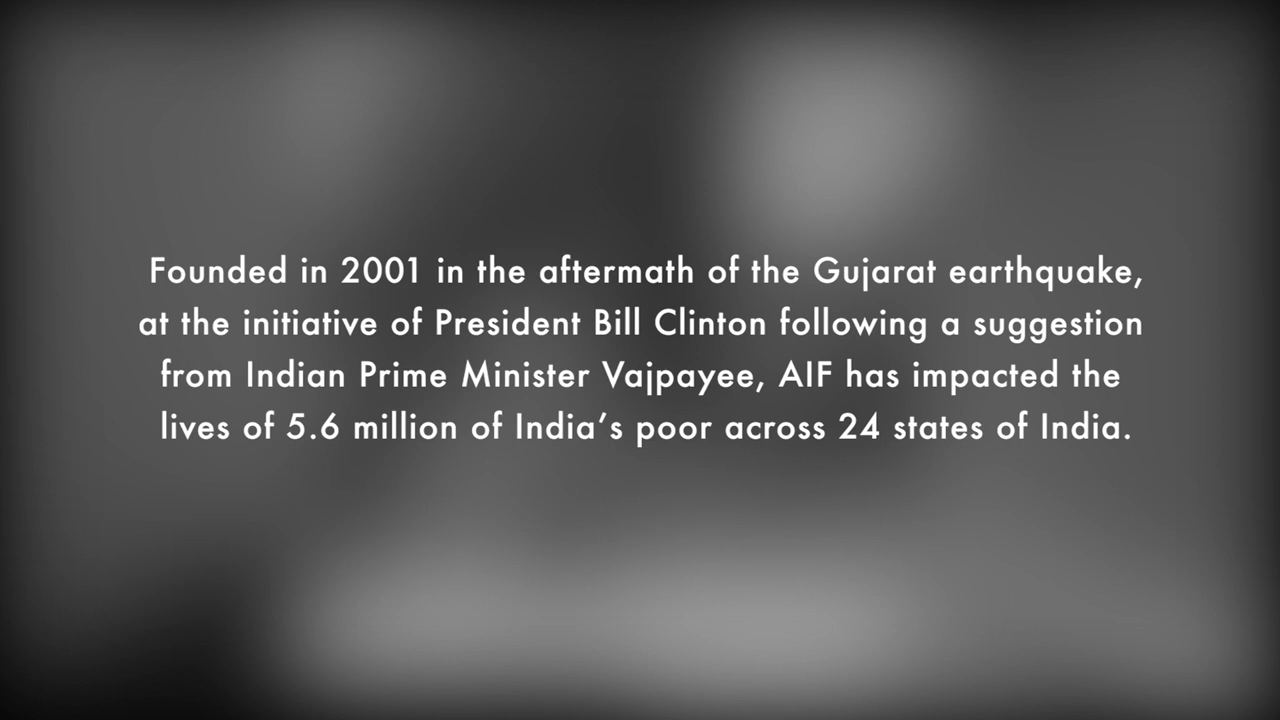 Founded in 2001 in the aftermath of the Gujarat earthquake,
at the initiative of President Bill Clinton following a suggestion
from Indian Prime Minister Vajpayee, AIF has impacted the
lives of 5.6 million of India’s poor across 24 states of India.